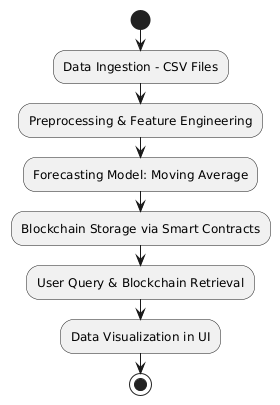 Data Ingestion - CSV Files
Preprocessing & Feature Engineering
Forecasting Model: Moving Average
Blockchain Storage via Smart Contracts
User Query & Blockchain Retrieval
Data Visualization in UI